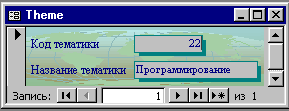 Theme
Код тематики 22
Название тематики Программирование
Запись: 1 из 1